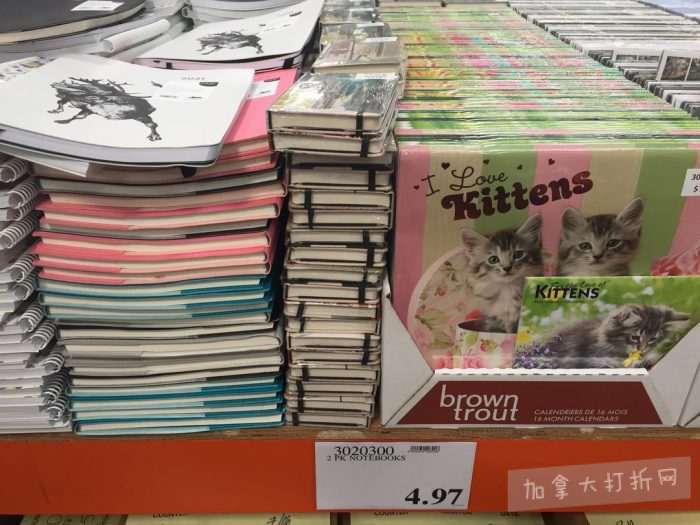 2021
I Love
Kittens
KITTENS
brown
trout
CALENDRIERS DE 16 MOIS
16 MONTH CALENDARS
30
$
3020300
2 PK NOTEBOOKS
4.97
加拿大打折网